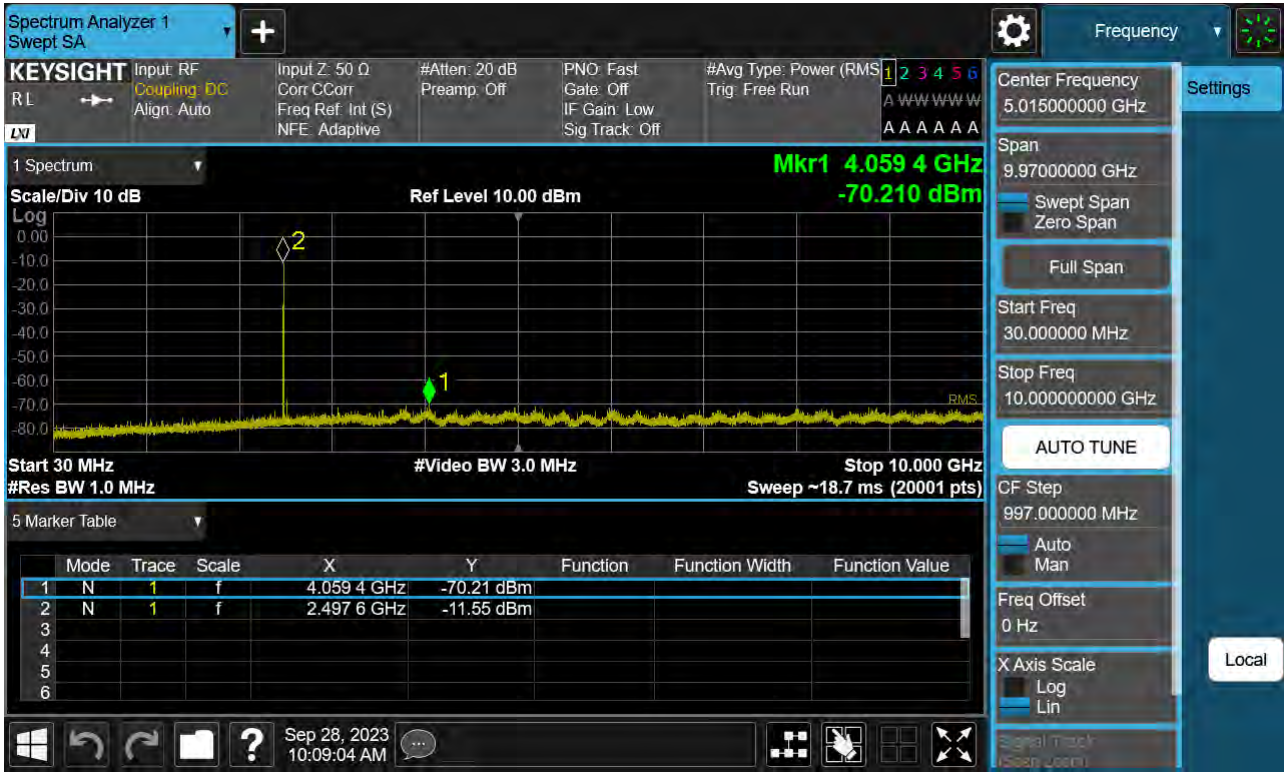 Spectrum Analyzer 1
Swept SA
Frequency
KEYSIGHT
RL
LXI
Input: RF
Coupling: DC
Align: Auto
Input Z: 50 Ω
Corr CCorr
Freq Ref: Int (S)
NFE: Adaptive
#Atten: 20 dB
Preamp: Off
PNO: Fast
Gate: Off
IF Gain: Low
Sig Track: Off
#Avg Type: Power (RMS
Trig: Free Run
1 2 3 4 5 6
A W W W W W
A A A A A A
1 Spectrum
Scale/Div 10 dB
Ref Level 10.00 dBm
Mkr1 4.059 4 GHz
-70.210 dBm
Log
0.00
-10.0
-20.0
-30.0
-40.0
-50.0
-60.0
-70.0
-80.0
2
1
RMS
Start 30 MHz
#Video BW 3.0 MHz
Stop 10.000 GHz
#Res BW 1.0 MHz
Sweep ~18.7 ms (20001 pts)
5 Marker Table
Mode Trace Scale X Y Function Function Width Function Value
1 N 1 f 4.059 4 GHz -70.21 dBm
2 N 1 f 2.497 6 GHz -11.55 dBm
3
4
5
6
Sep 28, 2023
10:09:04 AM
Center Frequency
5.015000000 GHz
Settings
Span
9.97000000 GHz
Swept Span
Zero Span
Full Span
Start Freq
30.000000 MHz
Stop Freq
10.000000000 GHz
AUTO TUNE
CF Step
997.000000 MHz
Auto
Man
Freq Offset
0 Hz
X Axis Scale
Log
Lin
Local
Signal Track
(Span Zoom)